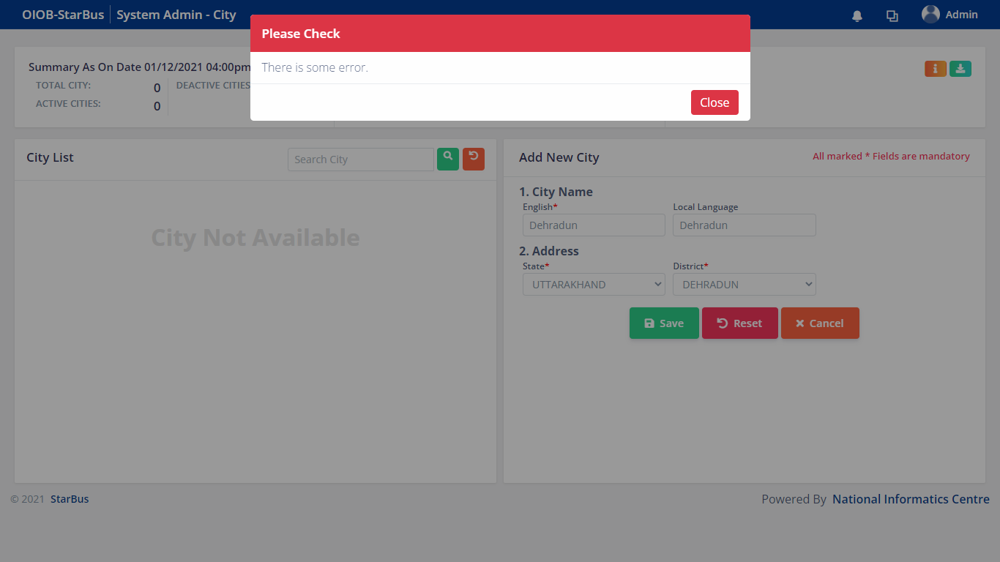 OIOB-StarBus System Admin - City Admin
Please Check
There is some error.
Close
Summary As On Date 01/12/2021 04:00pm
TOTAL CITY: 0 DEACTIVE CITIES
ACTIVE CITIES: 0
City List
Search City
City Not Available
Add New City All marked * Fields are mandatory
1. City Name
English* Local Language
Dehradun Dehradun
2. Address
State* District*
UTTARAKHAND DEHRADUN
Save Reset Cancel
© 2021 StarBus Powered By National Informatics Centre